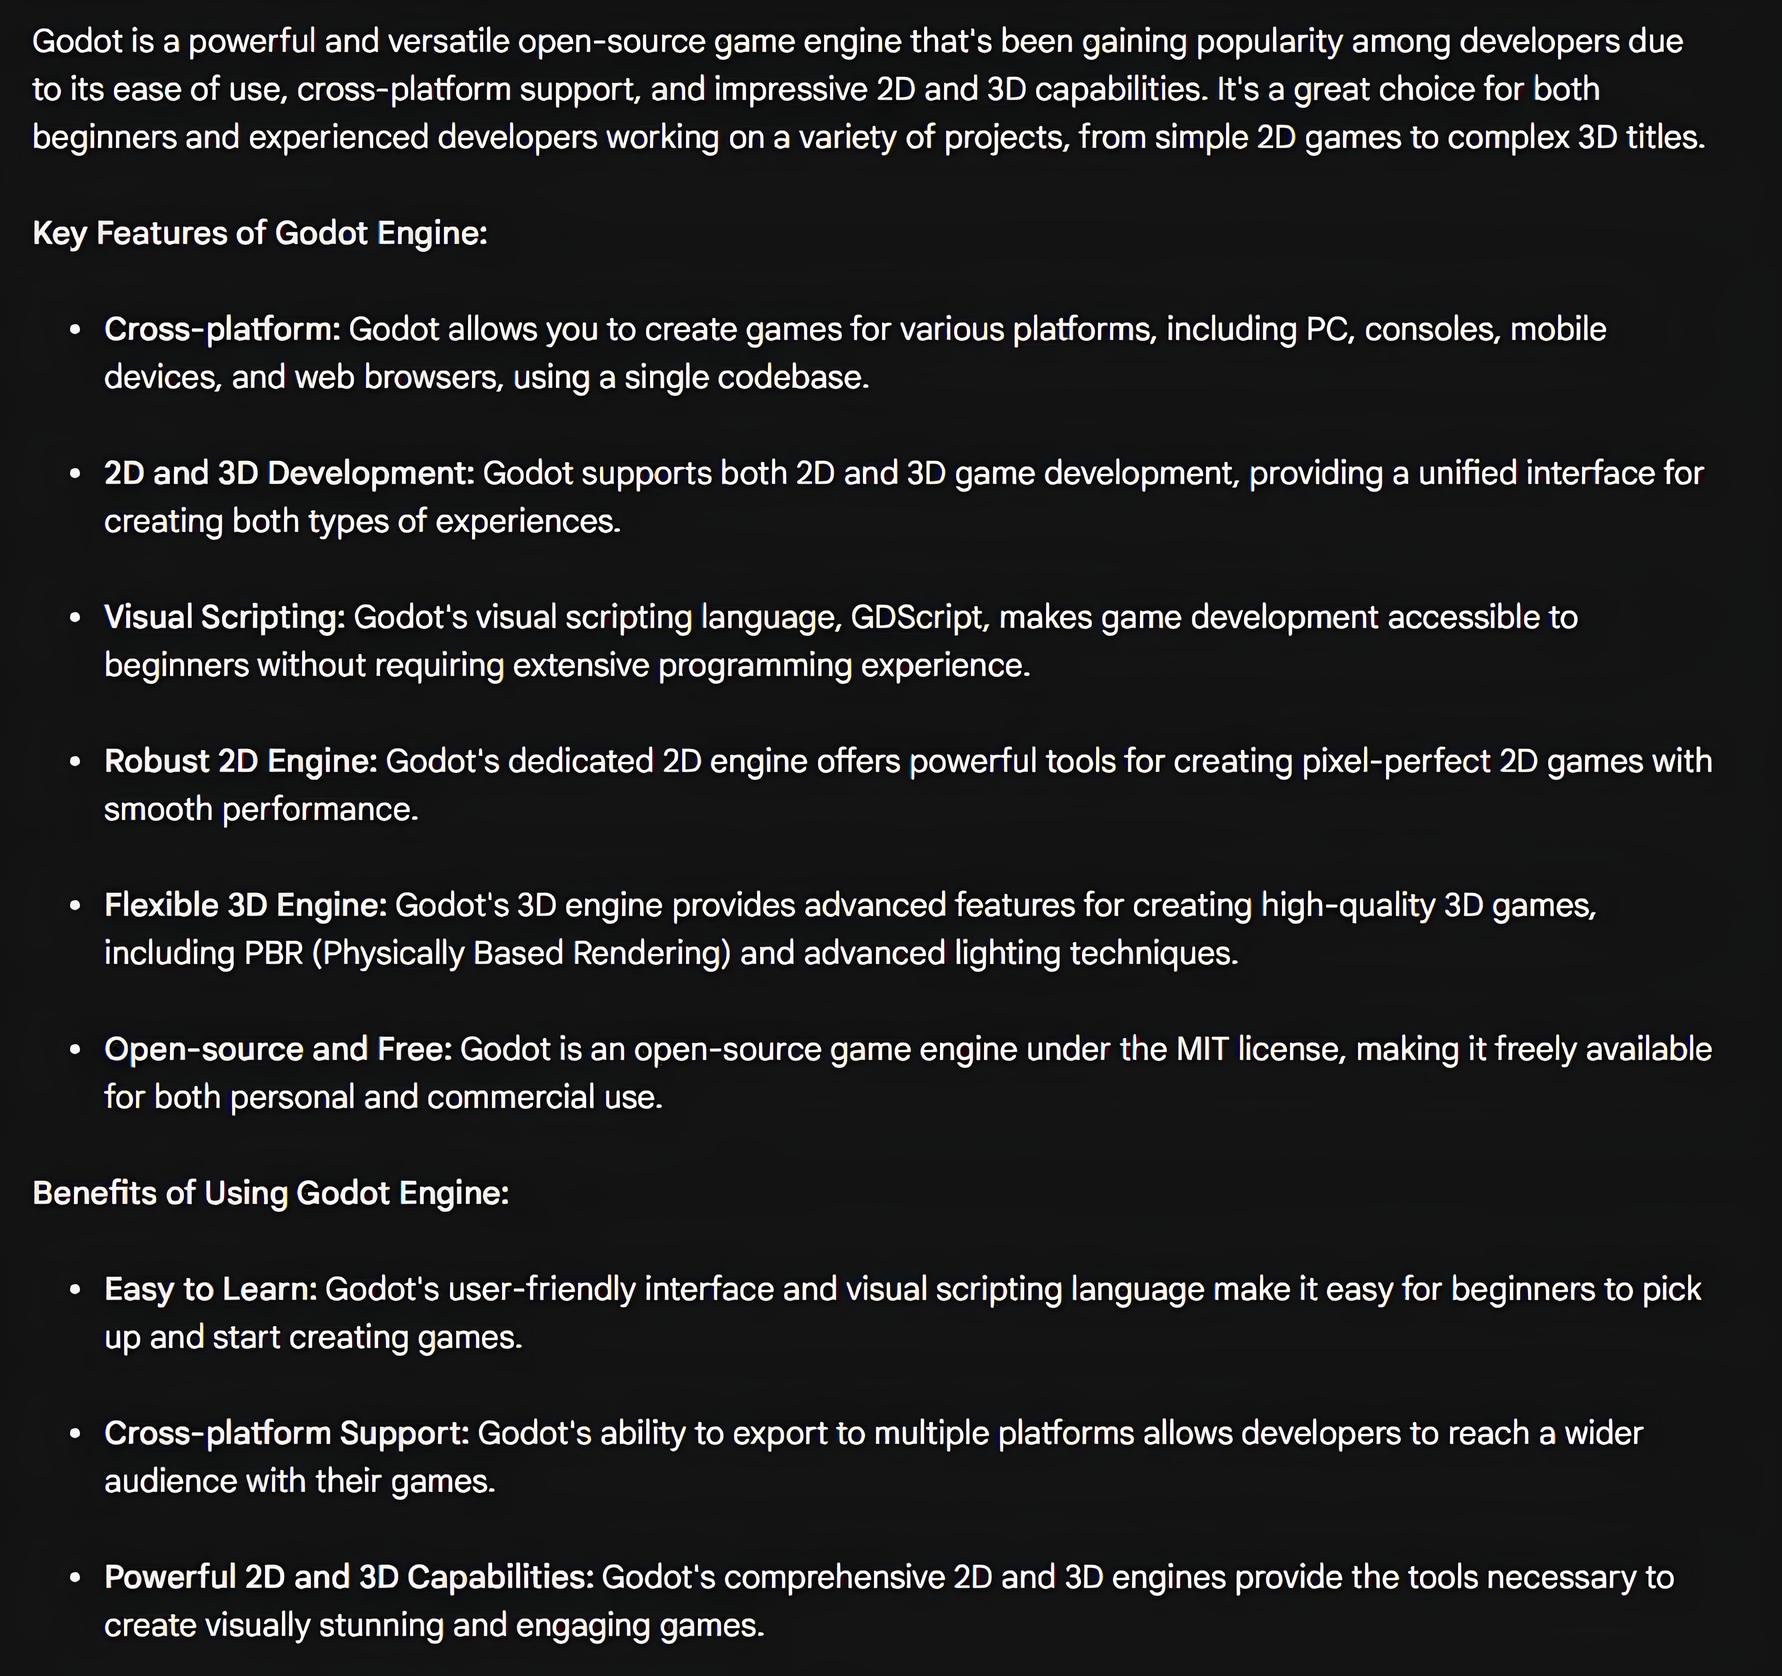 Godot is a powerful and versatile open-source game engine that's been gaining popularity among developers due
to its ease of use, cross-platform support, and impressive 2D and 3D capabilities. It's a great choice for both
beginners and experienced developers working on a variety of projects, from simple 2D games to complex 3D titles.
Key Features of Godot Engine:
• Cross-platform: Godot allows you to create games for various platforms, including PC, consoles, mobile
devices, and web browsers, using a single codebase.
• 2D and 3D Development: Godot supports both 2D and 3D game development, providing a unified interface for
creating both types of experiences.
• Visual Scripting: Godot's visual scripting language, GDScript, makes game development accessible to
beginners without requiring extensive programming experience.
• Robust 2D Engine: Godot's dedicated 2D engine offers powerful tools for creating pixel-perfect 2D games with
smooth performance.
• Flexible 3D Engine: Godot's 3D engine provides advanced features for creating high-quality 3D games,
including PBR (Physically Based Rendering) and advanced lighting techniques.
• Open-source and Free: Godot is an open-source game engine under the MIT license, making it freely available
for both personal and commercial use.
Benefits of Using Godot Engine:
• Easy to Learn: Godot's user-friendly interface and visual scripting language make it easy for beginners to pick
up and start creating games.
• Cross-platform Support: Godot's ability to export to multiple platforms allows developers to reach a wider
audience with their games.
• Powerful 2D and 3D Capabilities: Godot's comprehensive 2D and 3D engines provide the tools necessary to
create visually stunning and engaging games.